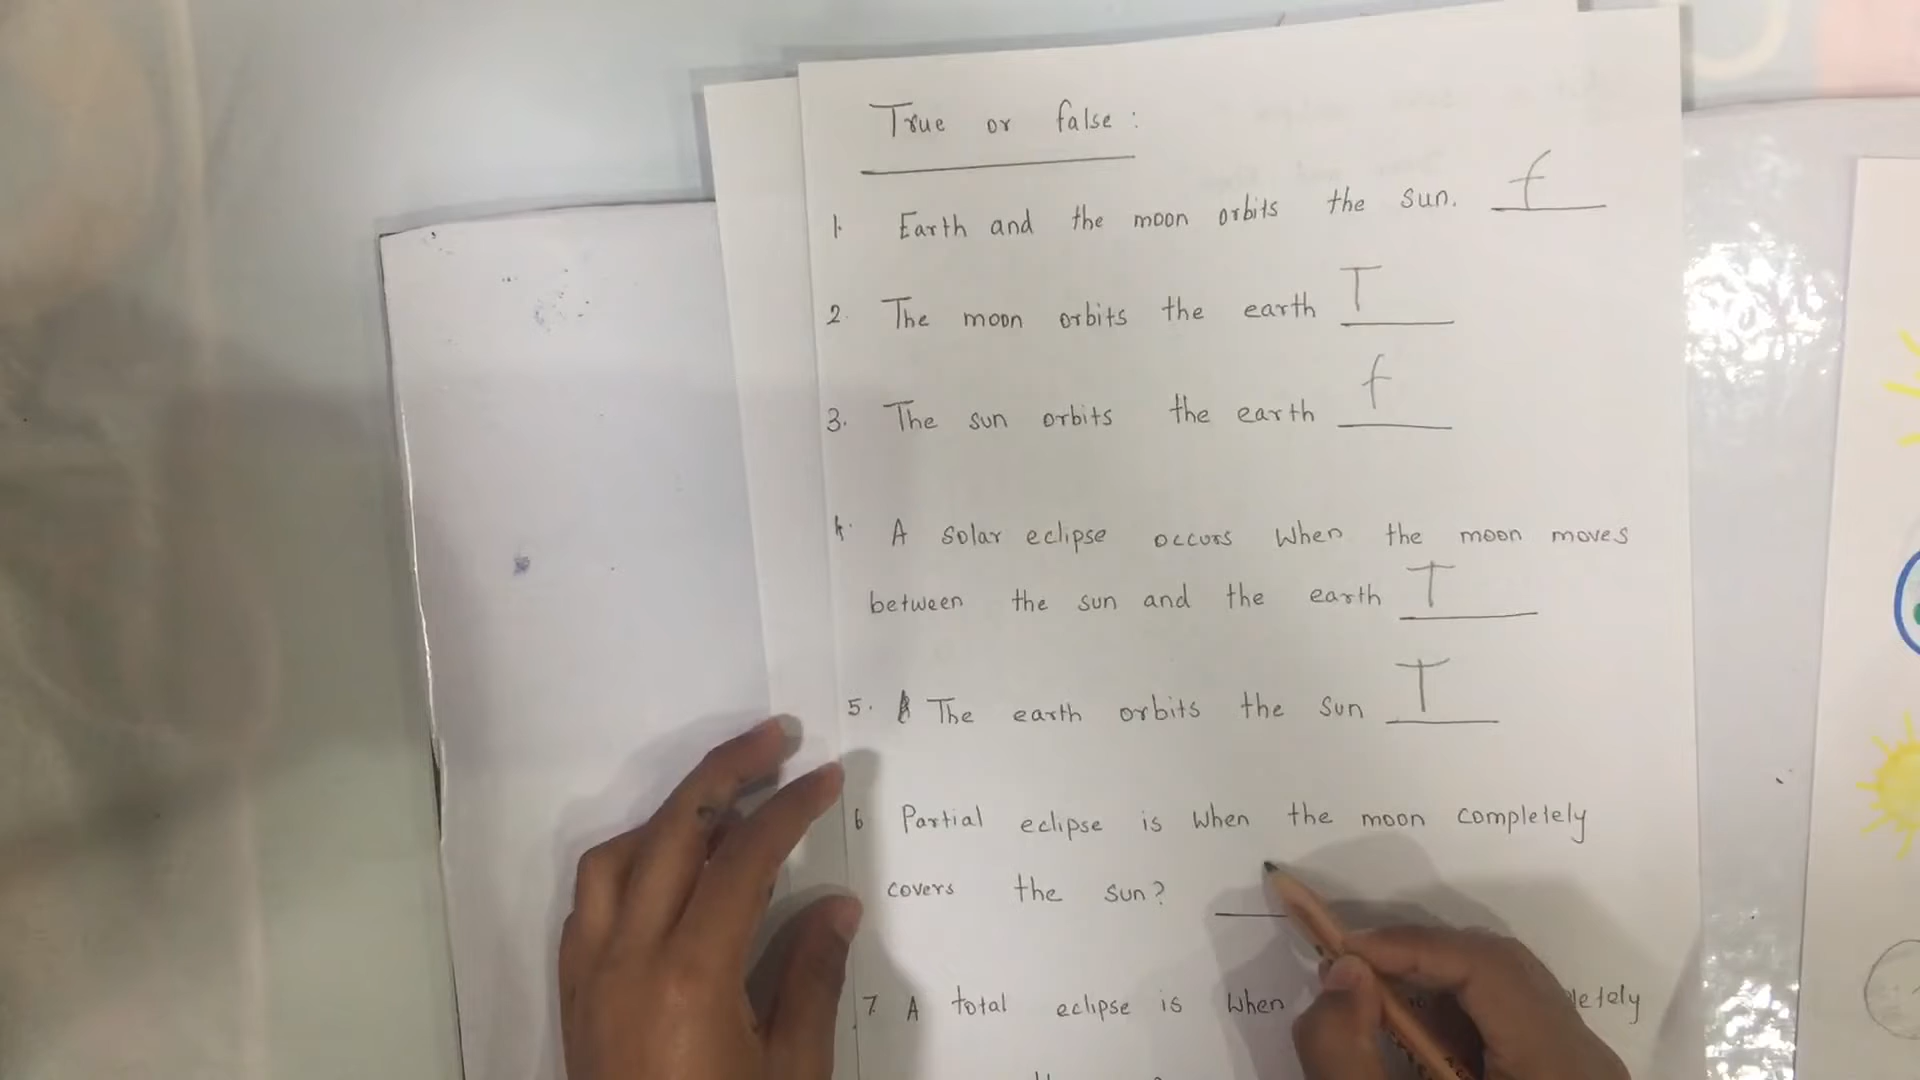 True or false :
1. Earth and the moon orbits the sun. f
2. The moon orbits the earth T
3. The sun orbits the earth f
4. A solar eclipse occurs when the moon moves
between the sun and the earth T
5. The earth orbits the sun T
6 Partial eclipse is when the moon completely
covers the sun?
7. A total eclipse is when